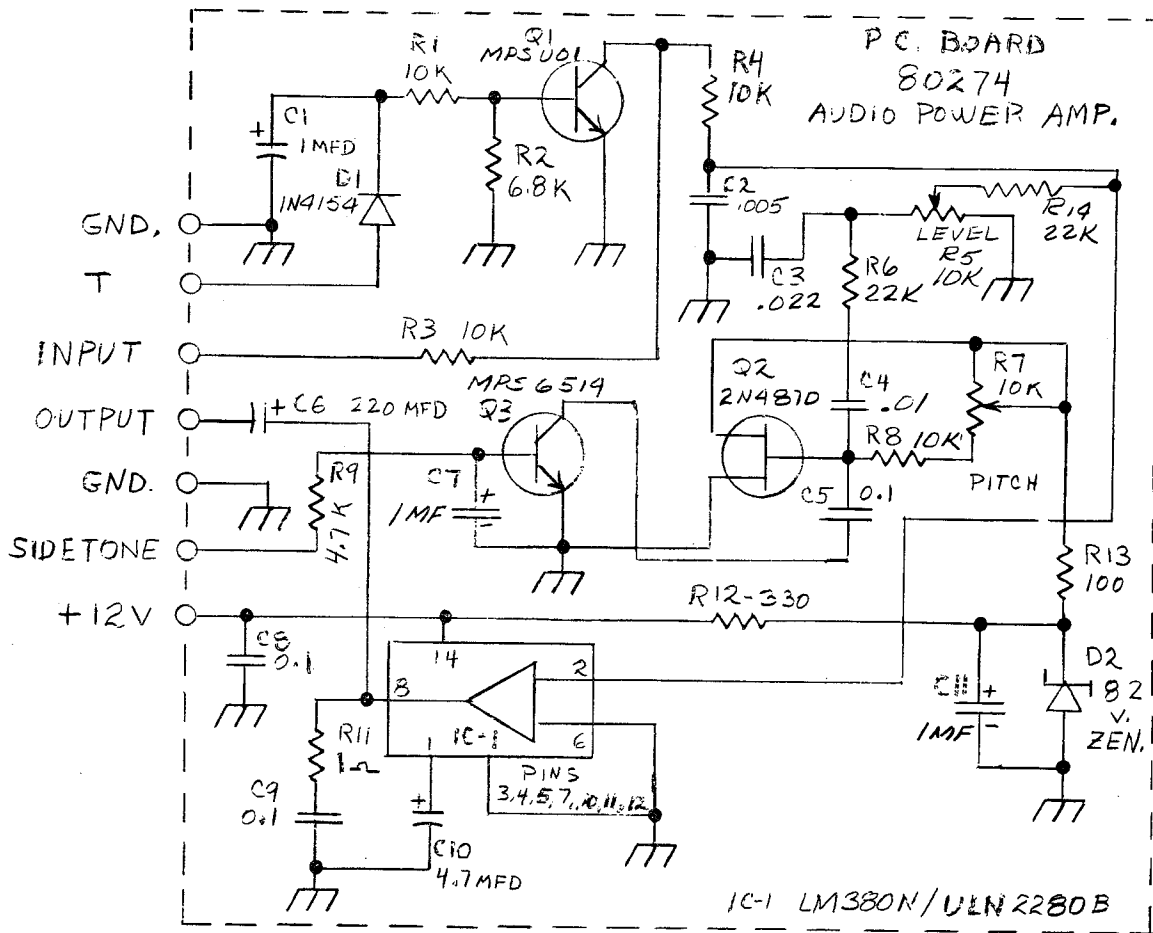 P.C. BOARD
80274
AUDIO POWER AMP.
Q1
MPSU01
R1
10K
R4
10K
C1
+
1MFD
R2
6.8K
D1
1N4154
C2
.005
R14
22K
LEVEL
R5
10K
C3
.022
R6
22K
GND.
T
INPUT
R3 10K
OUTPUT
+C6 220 MFD
MPS 6514
Q3
Q2
2N4870
C4
.01
R7
10K
R8 10K
PITCH
GND.
R9
4.7K
C7
+
1MF
-
C5 0.1
SIDETONE
R13
100
+12V
R12-330
C8
0.1
14
2
8
IC-1
6
1
PINS
3,4,5,7,,10,11,12
R11
1Ω
C9
0.1
+
C10
4.7MFD
C11
+
1MF
-
D2
8.2
V.
ZEN.
IC-1 LM380N/ULN2280B